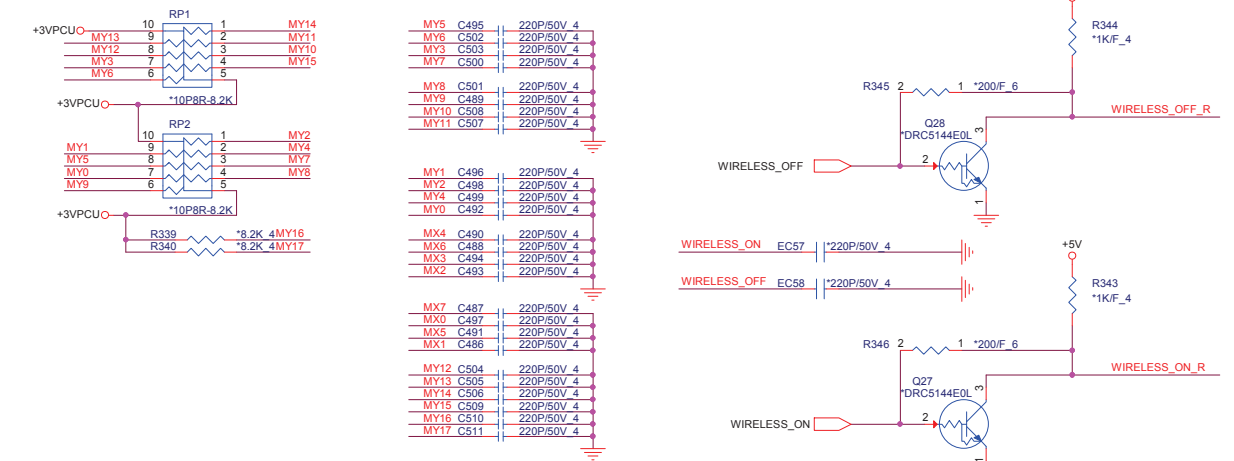 RP1
+3VPCU 10 1 MY14
MY13 9 2 MY11
MY12 8 3 MY10
MY3 7 4 MY15
MY6 6 5
*10P8R-8.2K
+3VPCU
RP2
10 1 MY2
MY1 9 2 MY4
MY5 8 3 MY7
MY0 7 4 MY8
MY9 6 5
*10P8R-8.2K
+3VPCU
R339 *8.2K_4 MY16
R340 *8.2K_4 MY17
MY5 C495 220P/50V_4
MY6 C502 220P/50V_4
MY3 C503 220P/50V_4
MY7 C500 220P/50V_4
MY8 C501 220P/50V_4
MY9 C489 220P/50V_4
MY10 C508 220P/50V_4
MY11 C507 220P/50V_4
MY1 C496 220P/50V_4
MY2 C498 220P/50V_4
MY4 C499 220P/50V_4
MY0 C492 220P/50V_4
MX4 C490 220P/50V_4
MX6 C488 220P/50V_4
MX3 C494 220P/50V_4
MX2 C493 220P/50V_4
MX7 C487 220P/50V_4
MX0 C497 220P/50V_4
MX5 C491 220P/50V_4
MX1 C486 220P/50V_4
MY12 C504 220P/50V_4
MY13 C505 220P/50V_4
MY14 C506 220P/50V_4
MY15 C509 220P/50V_4
MY16 C510 220P/50V_4
MY17 C511 220P/50V_4
R344
*1K/F_4
R345 2 1 *200/F_6
WIRELESS_OFF_R
Q28
*DRC5144E0L
3
WIRELESS_OFF 2
1
WIRELESS_ON EC57 *220P/50V_4
WIRELESS_OFF EC58 *220P/50V_4
+5V
R343
*1K/F_4
R346 2 1 *200/F_6
WIRELESS_ON_R
Q27
*DRC5144E0L
3
WIRELESS_ON 2
1